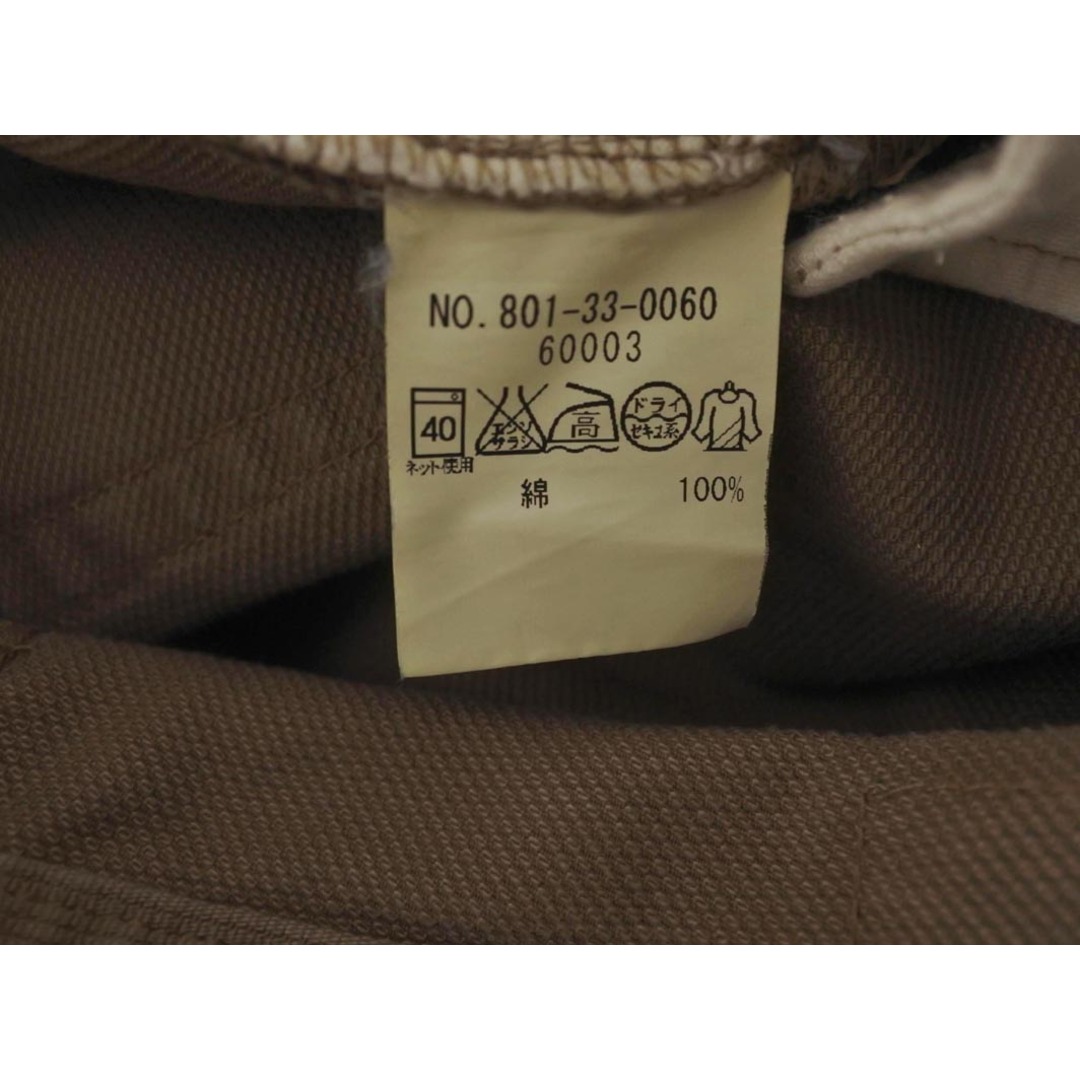 NO. 801-33-0060
60003
40
エンソ
サラシ
高
ドライ
セキユ系
ネット使用
綿 100%